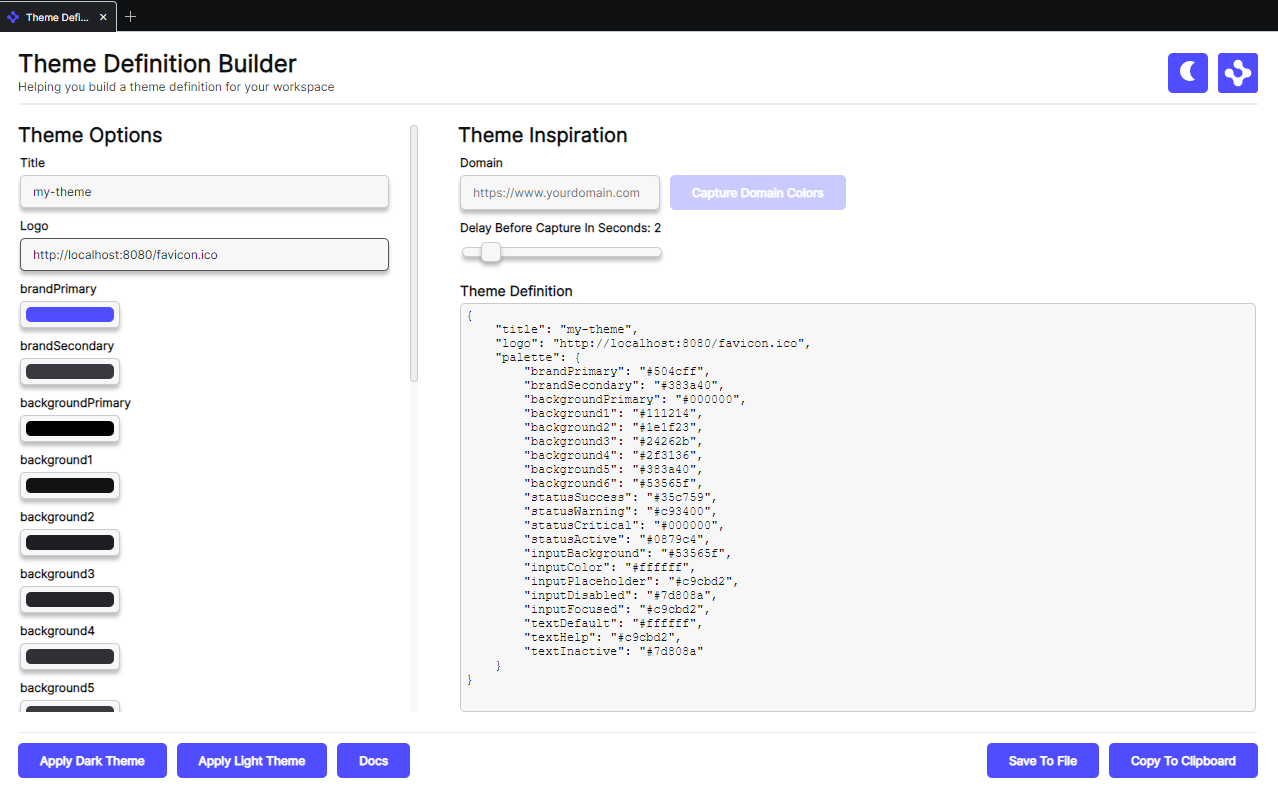 Theme Defi...
Theme Definition Builder
Helping you build a theme definition for your workspace
Theme Options
Title
my-theme
Logo
http://localhost:8080/favicon.ico
brandPrimary
brandSecondary
backgroundPrimary
background1
background2
background3
background4
background5
Theme Inspiration
Domain
https://www.yourdomain.com
Capture Domain Colors
Delay Before Capture In Seconds: 2
Theme Definition
{
"title": "my-theme",
"logo": "http://localhost:8080/favicon.ico",
"palette": {
"brandPrimary": "#504cff",
"brandSecondary": "#383a40",
"backgroundPrimary": "#000000",
"background1": "#111214",
"background2": "#1e1f23",
"background3": "#24262b",
"background4": "#2f3136",
"background5": "#383a40",
"background6": "#53565f",
"statusSuccess": "#35c759",
"statusWarning": "#c93400",
"statusCritical": "#000000",
"statusActive": "#0879c4",
"inputBackground": "#53565f",
"inputColor": "#ffffff",
"inputPlaceholder": "#c9cbd2",
"inputDisabled": "#7d808a",
"inputFocused": "#c9cbd2",
"textDefault": "#ffffff",
"textHelp": "#c9cbd2",
"textInactive": "#7d808a"
}
}
Apply Dark Theme
Apply Light Theme
Docs
Save To File
Copy To Clipboard